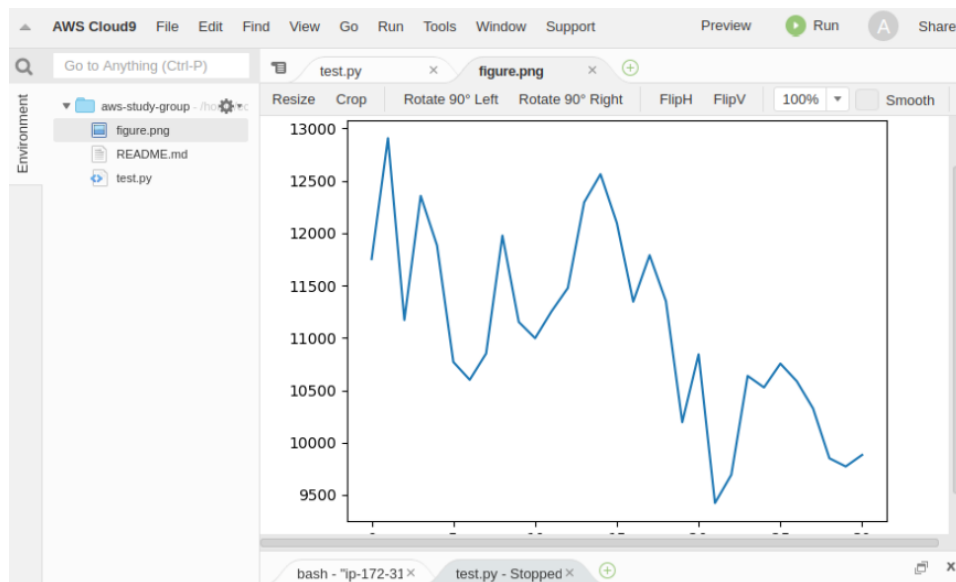 AWS Cloud9 File Edit Find View Go Run Tools Window Support Preview Run A Share
Go to Anything (Ctrl-P)
test.py × figure.png ×
Resize Crop Rotate 90° Left Rotate 90° Right FlipH FlipV 100% Smooth
Environment
aws-study-group
figure.png
README.md
test.py
13000
12500
12000
11500
11000
10500
10000
9500
bash - "ip-172-31 × test.py - Stopped ×